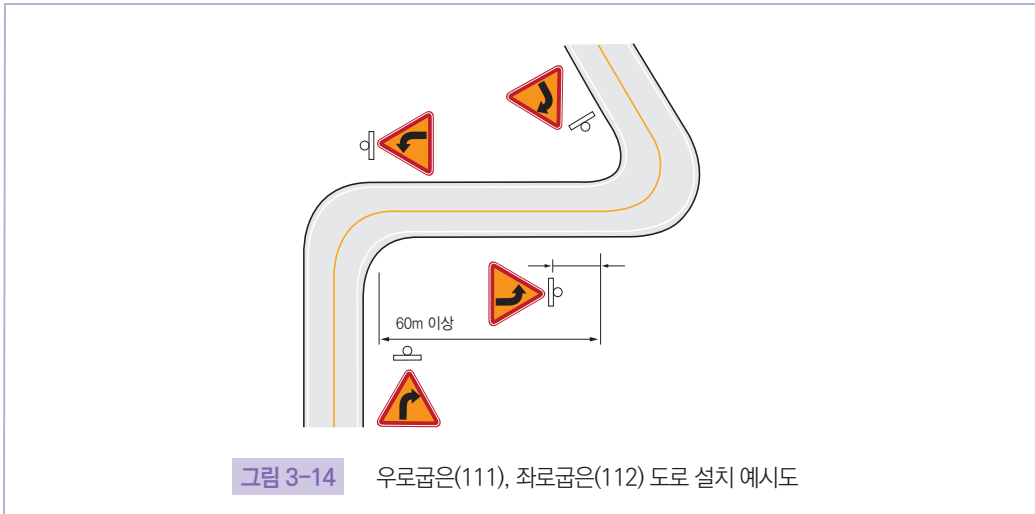 60m 이상
그림 3-14 우로굽은(111), 좌로굽은(112) 도로 설치 예시도